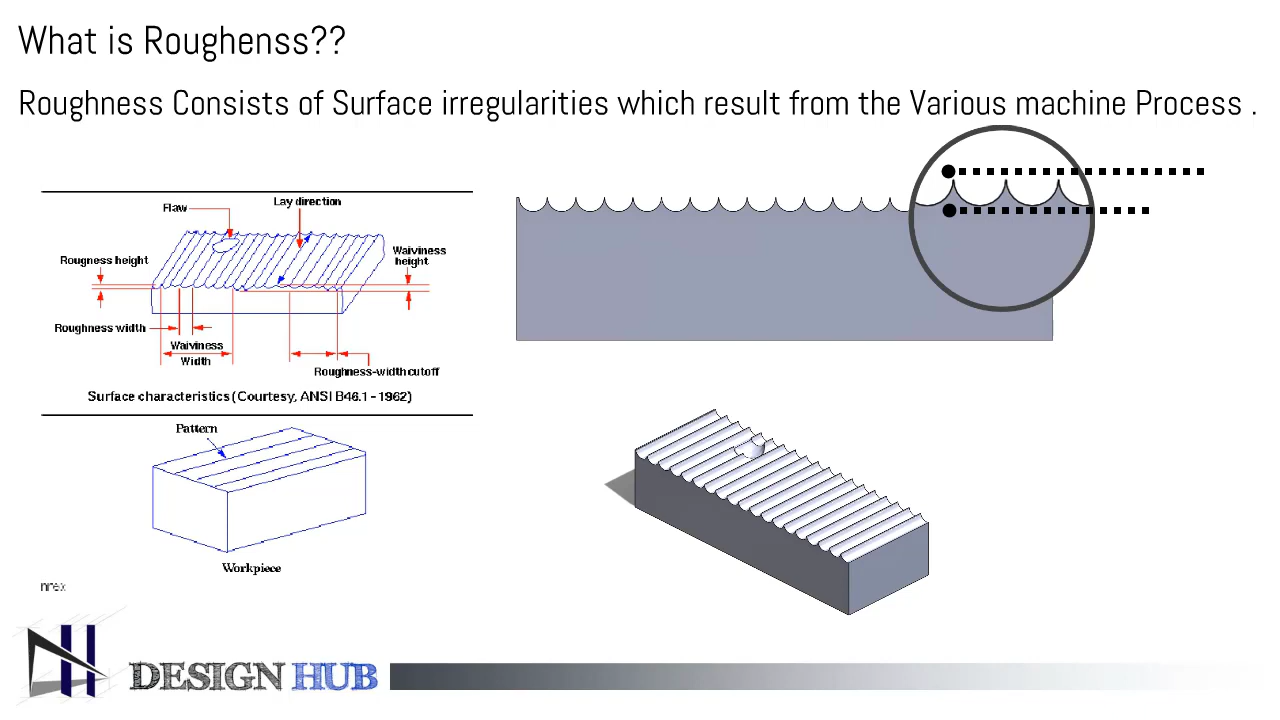 What is Roughenss??
Roughness Consists of Surface irregularities which result from the Various machine Process .
Flaw
Lay direction
Waiviness
height
Rougness height
Roughness width
Waiviness
Width
Roughness-width cutoff
Surface characteristics (Courtesy, ANSI B46.1 - 1962)
Pattern
Workpiece
DESIGN HUB